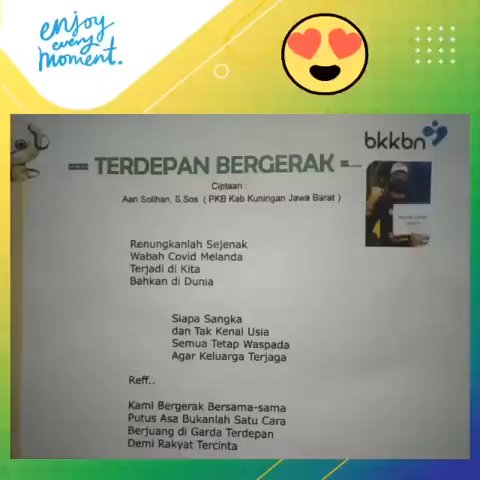 enjoy
every
moment.
bkkbn
TERDEPAN BERGERAK
Ciptaan :
Aan Solihan, S.Sos ( PKB Kab Kuningan Jawa Barat )
Renungkanlah Sejenak
Wabah Covid Melanda
Terjadi di Kita
Bahkan di Dunia
Siapa Sangka
dan Tak Kenal Usia
Semua Tetap Waspada
Agar Keluarga Terjaga
Reff..
Kami Bergerak Bersama-sama
Putus Asa Bukanlah Satu Cara
Berjuang di Garda Terdepan
Demi Rakyat Tercinta